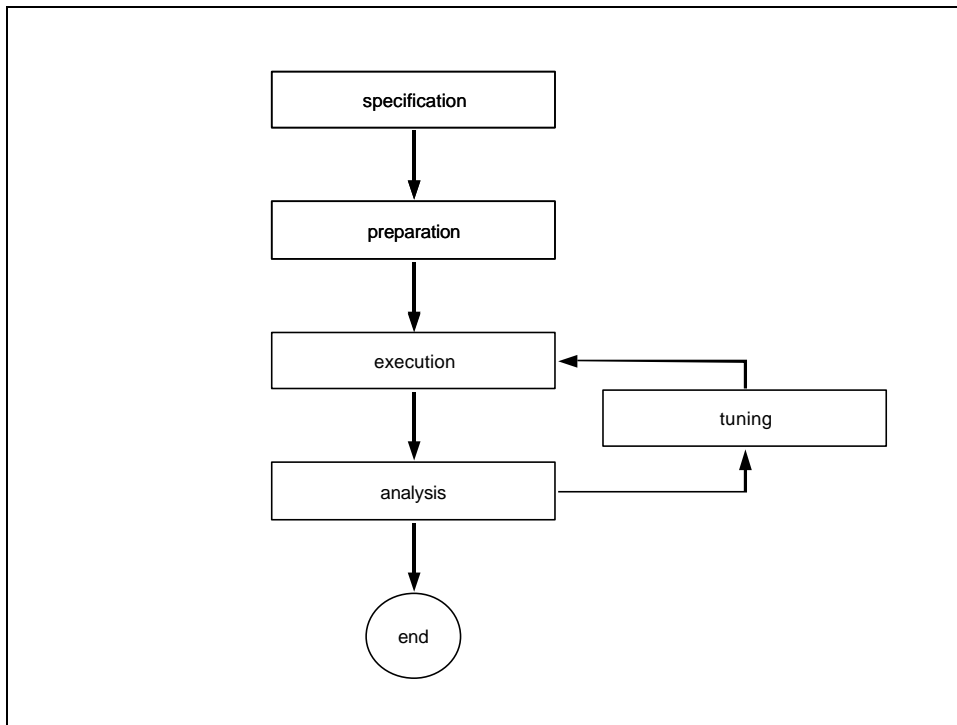 specification
preparation
execution
tuning
analysis
end